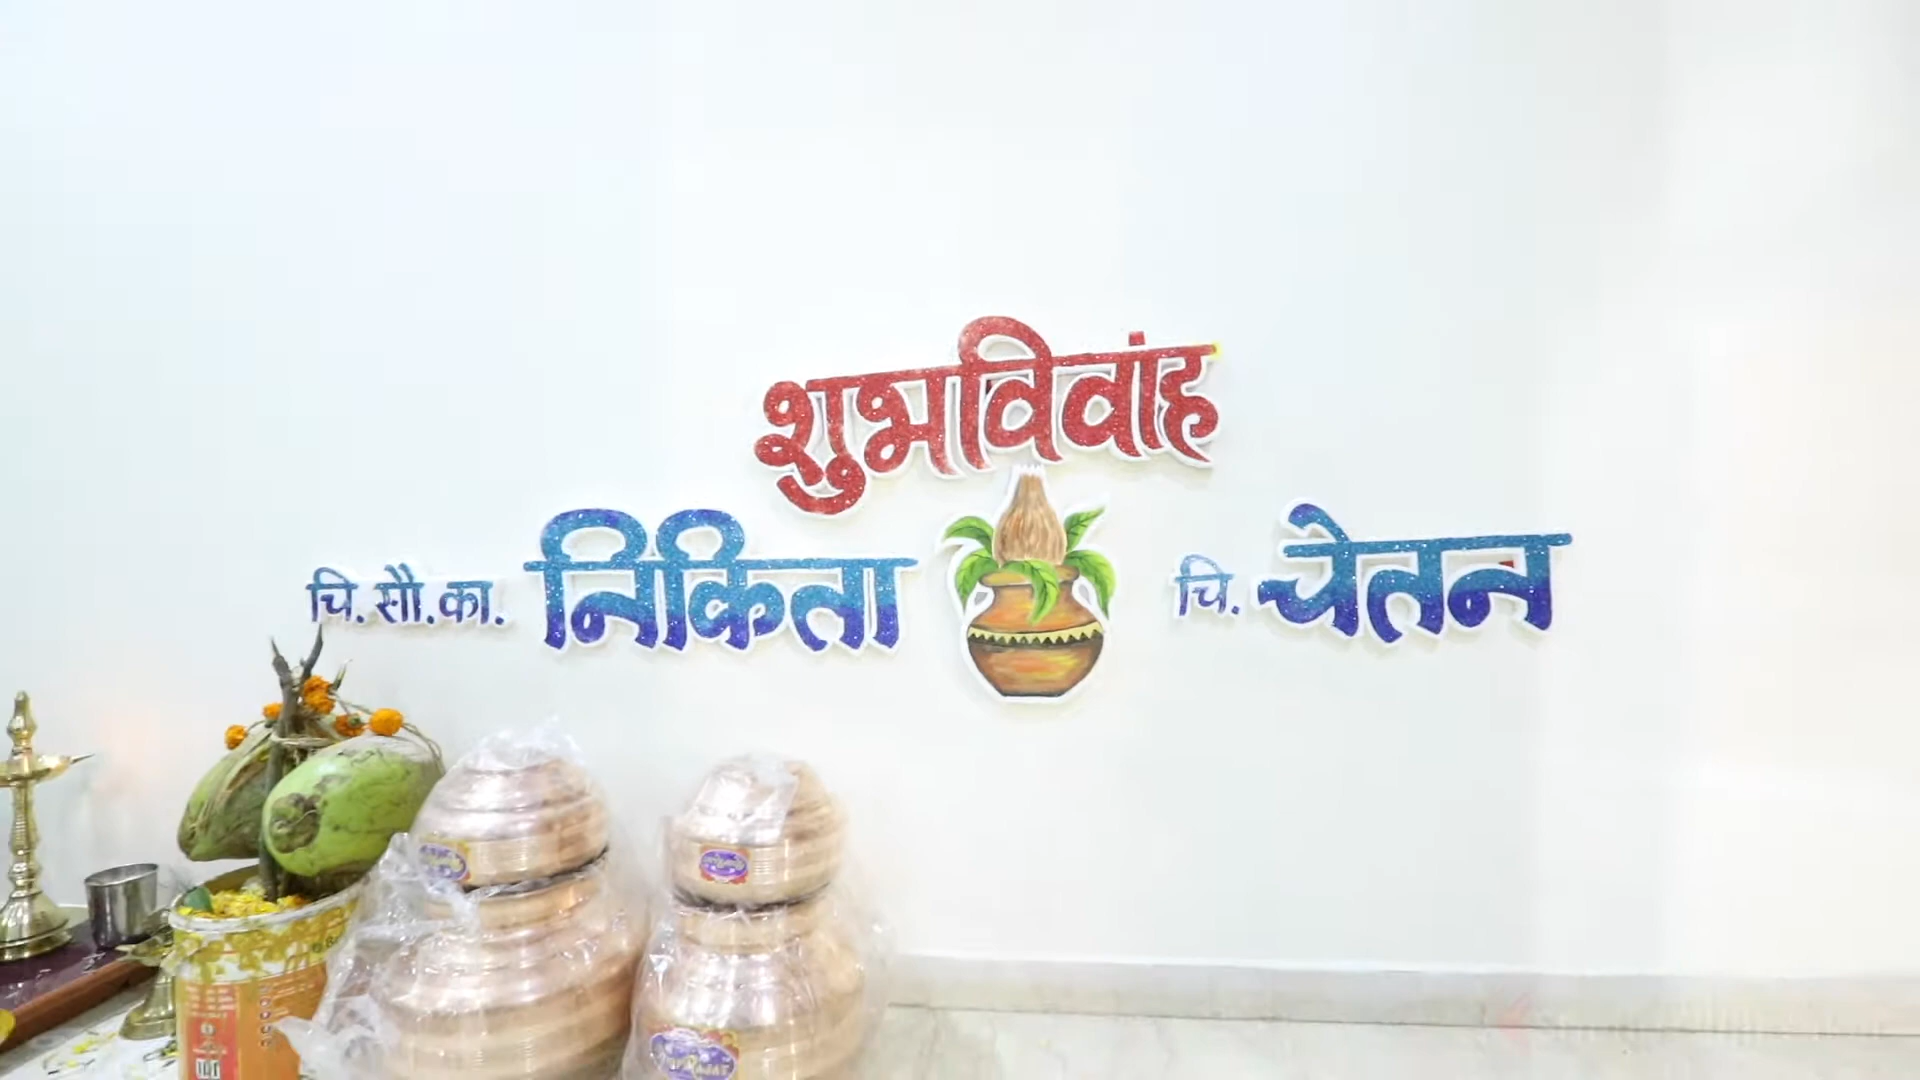 शुभविवांह
चि. सौ.का. निकिता चि. चेतन